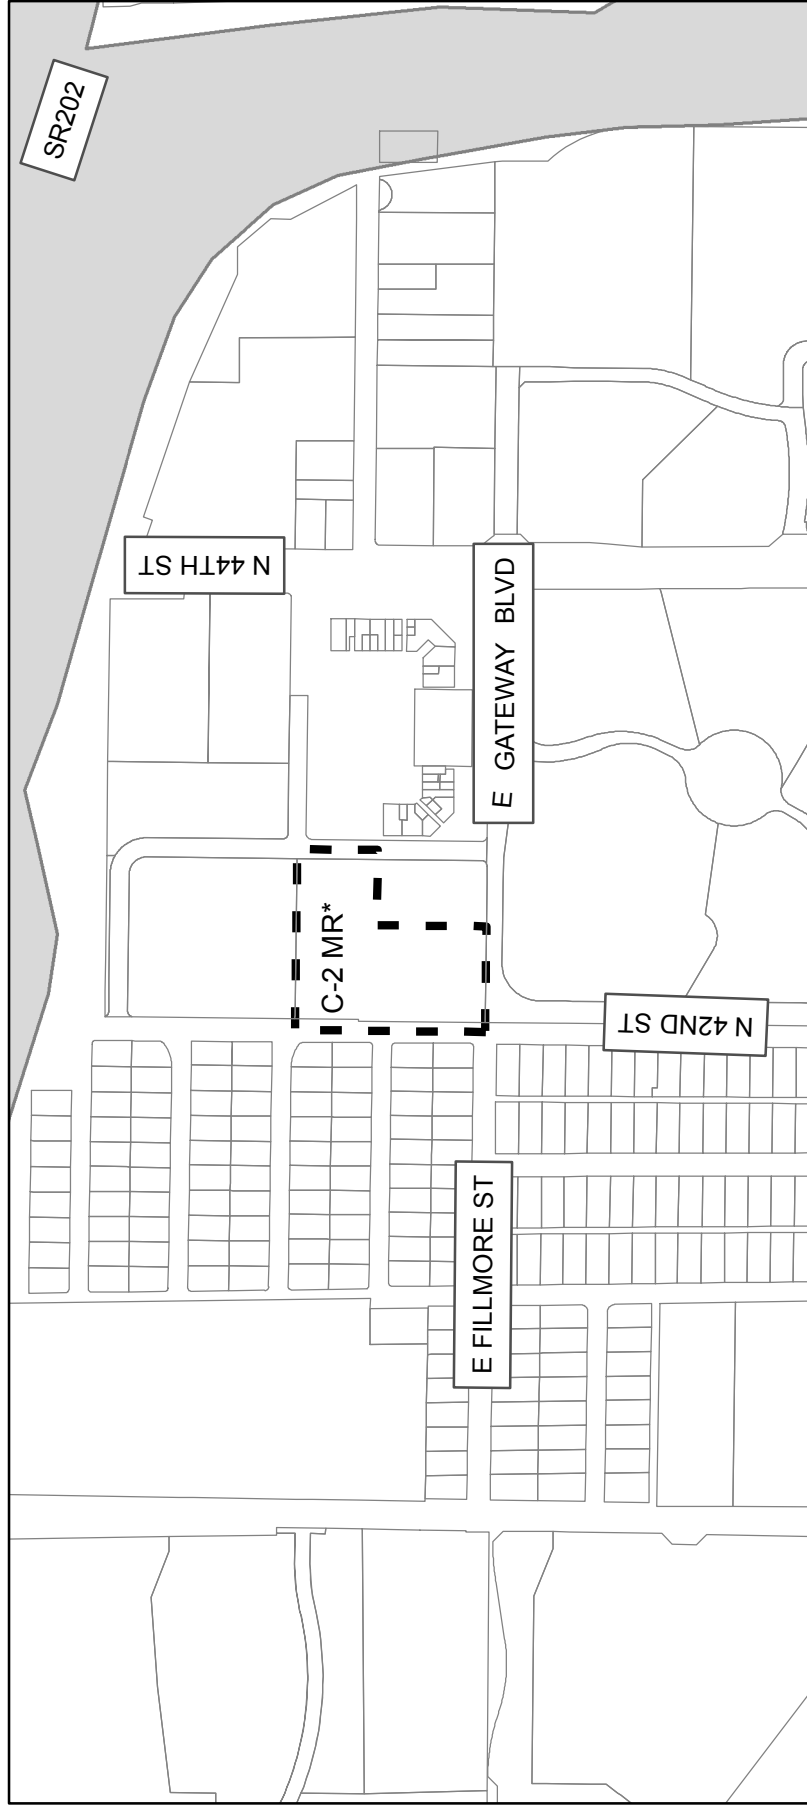 SR202
N 44TH ST
E GATEWAY BLVD
C-2 MR*
N 42ND ST
E FILLMORE ST